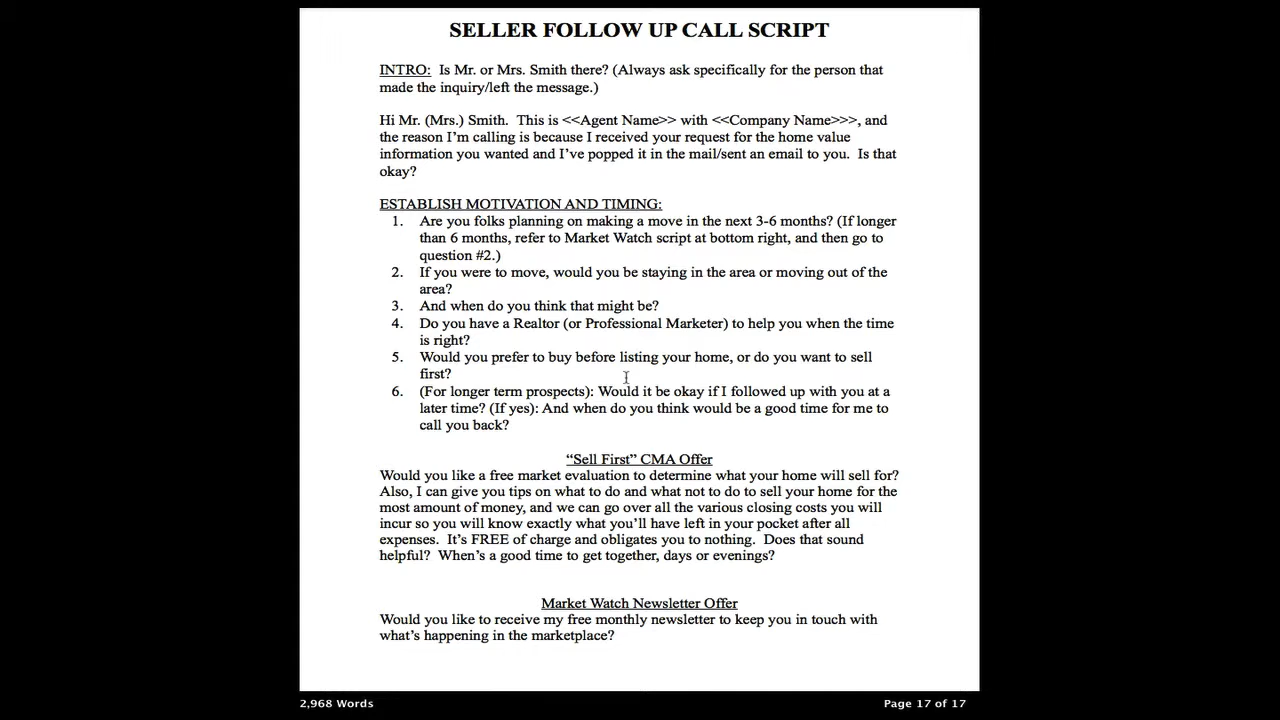 SELLER FOLLOW UP CALL SCRIPT
INTRO: Is Mr. or Mrs. Smith there? (Always ask specifically for the person that
made the inquiry/left the message.)
Hi Mr. (Mrs.) Smith. This is <<Agent Name>> with <<Company Name>>>, and
the reason I’m calling is because I received your request for the home value
information you wanted and I’ve popped it in the mail/sent an email to you. Is that
okay?
ESTABLISH MOTIVATION AND TIMING:
1. Are you folks planning on making a move in the next 3-6 months? (If longer
than 6 months, refer to Market Watch script at bottom right, and then go to
question #2.)
2. If you were to move, would you be staying in the area or moving out of the
area?
3. And when do you think that might be?
4. Do you have a Realtor (or Professional Marketer) to help you when the time
is right?
5. Would you prefer to buy before listing your home, or do you want to sell
first?
6. (For longer term prospects): Would it be okay if I followed up with you at a
later time? (If yes): And when do you think would be a good time for me to
call you back?
“Sell First” CMA Offer
Would you like a free market evaluation to determine what your home will sell for?
Also, I can give you tips on what to do and what not to do to sell your home for the
most amount of money, and we can go over all the various closing costs you will
incur so you will know exactly what you’ll have left in your pocket after all
expenses. It’s FREE of charge and obligates you to nothing. Does that sound
helpful? When’s a good time to get together, days or evenings?
Market Watch Newsletter Offer
Would you like to receive my free monthly newsletter to keep you in touch with
what’s happening in the marketplace?
2,968 Words
Page 17 of 17